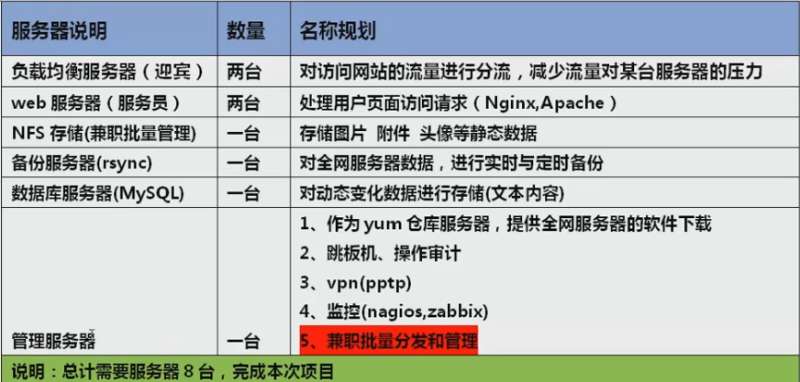 服务器说明 数量 名称规划
负载均衡服务器（迎宾） 两台 对访问网站的流量进行分流，减少流量对某台服务器的压力
web 服务器（服务员） 两台 处理用户页面访问请求（Nginx,Apache）
NFS 存储(兼职批量管理) 一台 存储图片 附件 头像等静态数据
备份服务器(rsync) 一台 对全网服务器数据，进行实时与定时备份
数据库服务器(MySQL) 一台 对动态变化数据进行存储(文本内容)
1、作为 yum 仓库服务器，提供全网服务器的软件下载
2、跳板机、操作审计
3、vpn(pptp)
4、监控(nagios,zabbix)
管理服务器 一台 5、兼职批量分发和管理
说明：总计需要服务器 8 台，完成本次项目